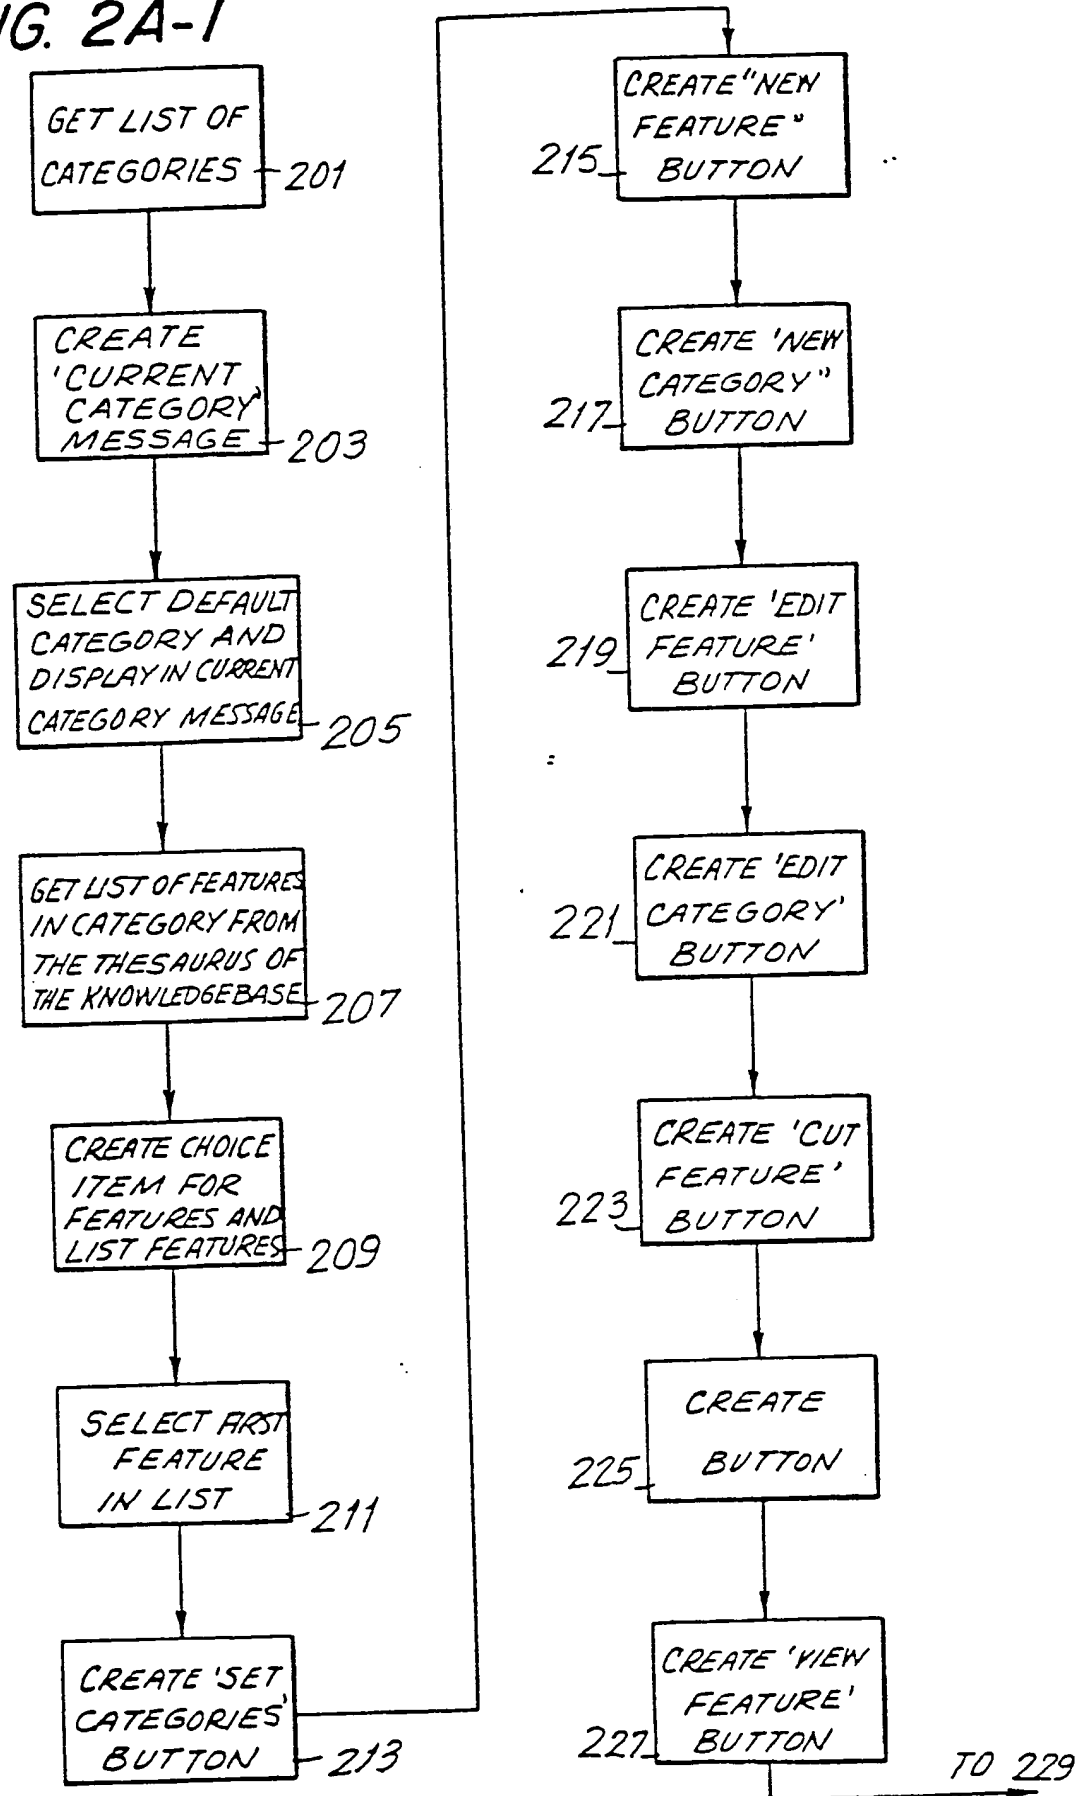 IG. 2A-1
GET LIST OF
CATEGORIES
201
CREATE
'CURRENT
CATEGORY'
MESSAGE
203
SELECT DEFAULT
CATEGORY AND
DISPLAY IN CURRENT
CATEGORY MESSAGE
205
GET LIST OF FEATURES
IN CATEGORY FROM
THE THESAURUS OF
THE KNOWLEDGEBASE
207
CREATE CHOICE
ITEM FOR
FEATURES AND
LIST FEATURES
209
SELECT FIRST
FEATURE
IN LIST
211
CREATE 'SET
CATEGORIES'
BUTTON
213
CREATE "NEW
FEATURE"
BUTTON
215
CREATE 'NEW
CATEGORY"
BUTTON
217
CREATE 'EDIT
FEATURE'
BUTTON
219
CREATE 'EDIT
CATEGORY'
BUTTON
221
CREATE 'CUT
FEATURE'
BUTTON
223
CREATE
BUTTON
225
CREATE 'VIEW
FEATURE'
BUTTON
227
TO 229